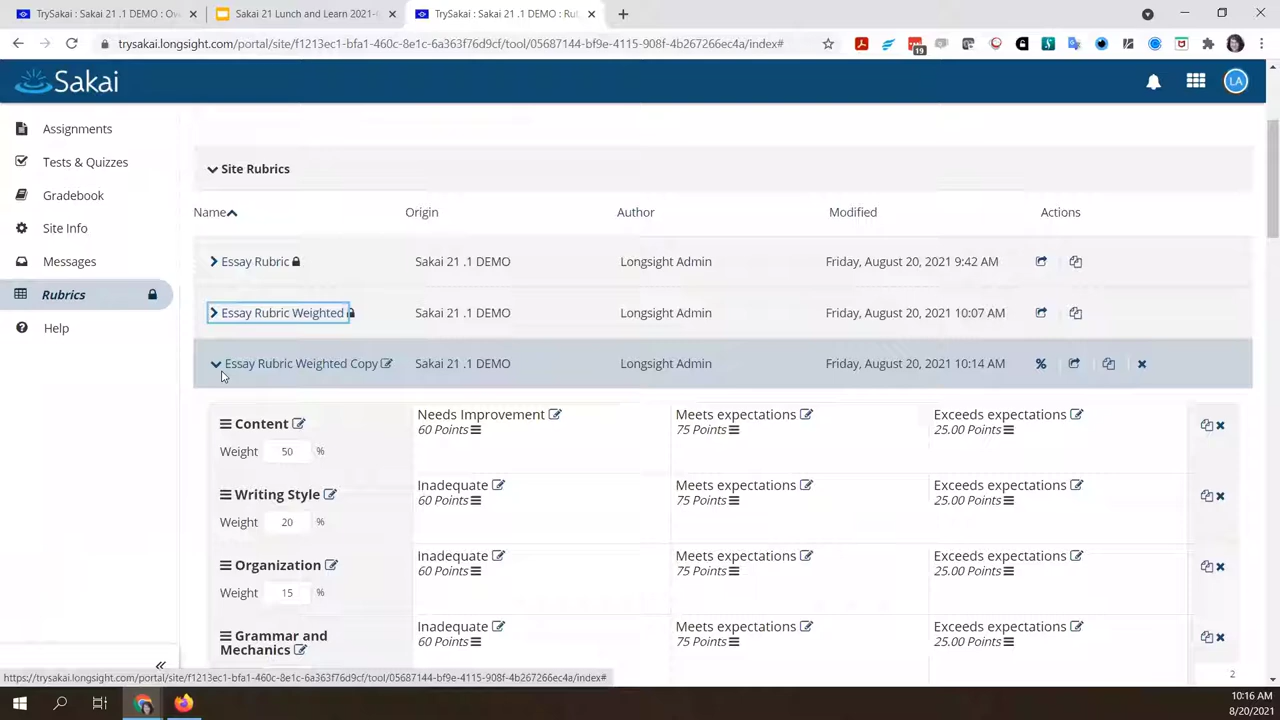 TrySakai : Sakai 21 .1 DEMO : Ov
Sakai 21 Lunch and Learn 2021-
TrySakai : Sakai 21 .1 DEMO : Rub
trysakai.longsight.com/portal/site/f1213ec1-bfa1-460c-8e1c-6a363f76d9cf/tool/05687144-bf9e-4115-908f-4b267266ec4a/index#
19
Sakai
LA
Assignments
Tests & Quizzes
Gradebook
Site Info
Messages
Rubrics
Help
Site Rubrics
Name Origin Author Modified Actions
Essay Rubric Sakai 21 .1 DEMO Longsight Admin Friday, August 20, 2021 9:42 AM
Essay Rubric Weighted Sakai 21 .1 DEMO Longsight Admin Friday, August 20, 2021 10:07 AM
Essay Rubric Weighted Copy Sakai 21 .1 DEMO Longsight Admin Friday, August 20, 2021 10:14 AM %
Content Needs Improvement Meets expectations Exceeds expectations
60 Points 75 Points 25.00 Points
Weight 50 %
Writing Style Inadequate Meets expectations Exceeds expectations
60 Points 75 Points 25.00 Points
Weight 20 %
Organization Inadequate Meets expectations Exceeds expectations
60 Points 75 Points 25.00 Points
Weight 15 %
Grammar and Inadequate Meets expectations Exceeds expectations
Mechanics 60 Points 75 Points 25.00 Points
https://trysakai.longsight.com/portal/site/f1213ec1-bfa1-460c-8e1c-6a363f76d9cf/tool/05687144-bf9e-4115-908f-4b267266ec4a/index#
2
10:16 AM
8/20/2021